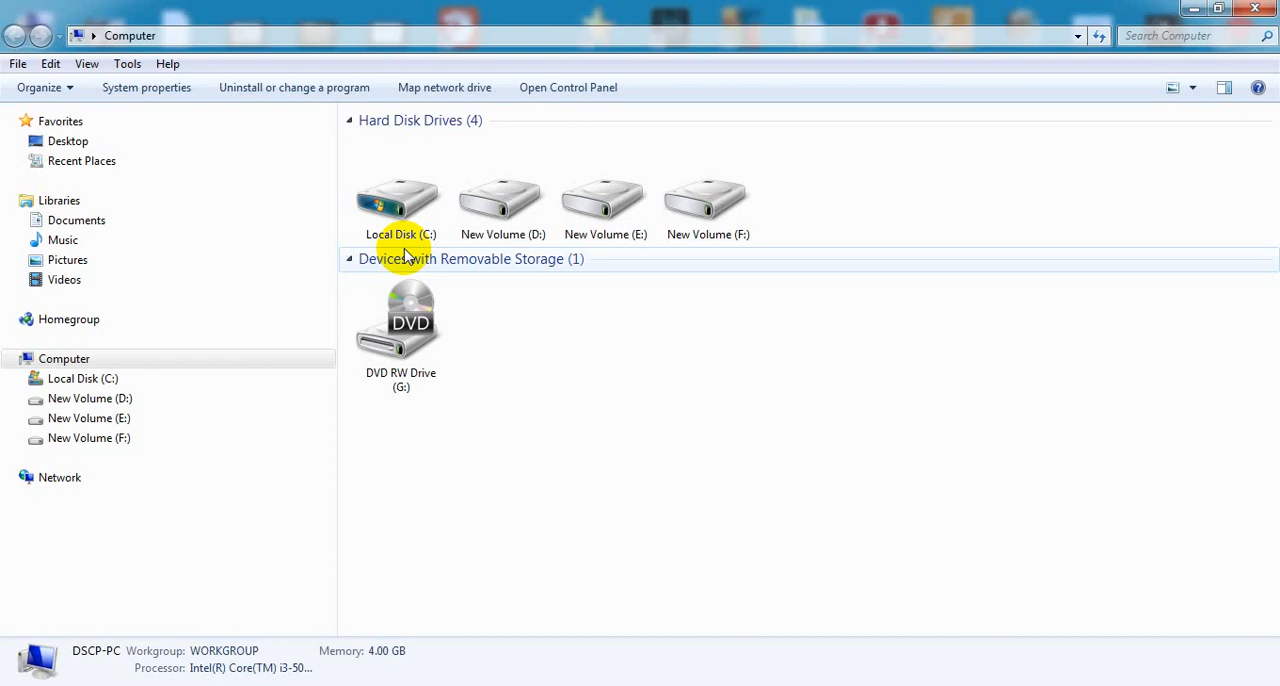 Computer
Search Computer
File Edit View Tools Help
Organize System properties Uninstall or change a program Map network drive Open Control Panel
Favorites
Desktop
Recent Places
Libraries
Documents
Music
Pictures
Videos
Homegroup
Computer
Local Disk (C:)
New Volume (D:)
New Volume (E:)
New Volume (F:)
Network
Hard Disk Drives (4)
Local Disk (C:) New Volume (D:) New Volume (E:) New Volume (F:)
Devices with Removable Storage (1)
DVD
DVD RW Drive
(G:)
DSCP-PC Workgroup: WORKGROUP Memory: 4.00 GB
Processor: Intel(R) Core(TM) i3-50...